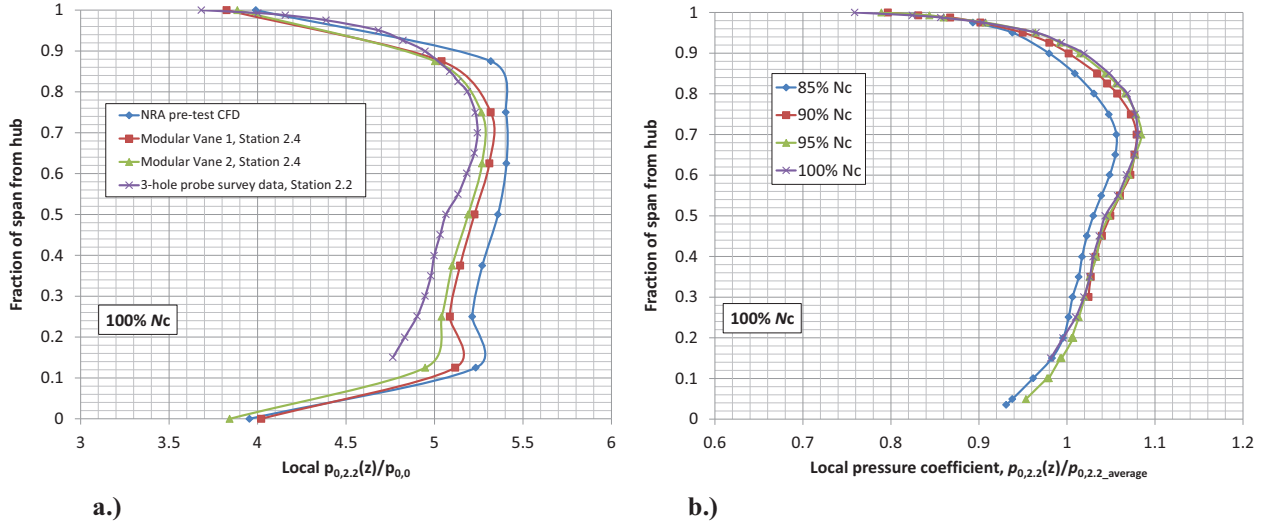 1
0.9
0.8
0.7
0.6
0.5
0.4
0.3
0.2
0.1
0
Fraction of span from hub
NRA pre-test CFD
Modular Vane 1, Station 2.4
Modular Vane 2, Station 2.4
3-hole probe survey data, Station 2.2
100% Nc
3 3.5 4 4.5 5 5.5 6
Local p0,2.2(z)/p0,0
a.)
1
0.9
0.8
0.7
0.6
0.5
0.4
0.3
0.2
0.1
0
Fraction of span from hub
85% Nc
90% Nc
95% Nc
100% Nc
100% Nc
0.6 0.7 0.8 0.9 1 1.1 1.2
Local pressure coefficient, p0,2.2(z)/p0,2.2_average
b.)